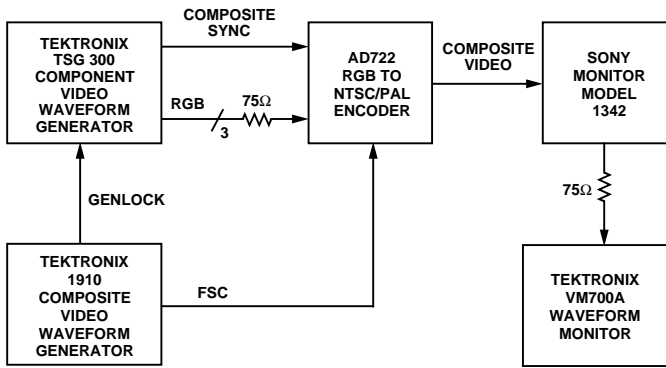 COMPOSITE
SYNC
TEKTRONIX
TSG 300
COMPONENT
VIDEO
WAVEFORM
GENERATOR
RGB
3
75Ω
AD722
RGB TO
NTSC/PAL
ENCODER
COMPOSITE
VIDEO
SONY
MONITOR
MODEL
1342
75Ω
GENLOCK
TEKTRONIX
1910
COMPOSITE
VIDEO
WAVEFORM
GENERATOR
FSC
TEKTRONIX
VM700A
WAVEFORM
MONITOR